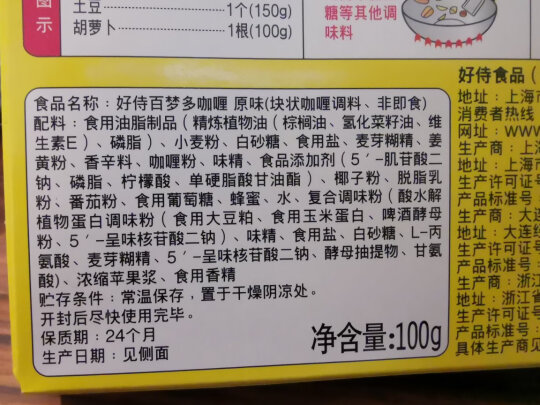 图
示
土豆 1个(150g)
胡萝卜 1根(100g)
糖等其他调
味料
食品名称：好侍百梦多咖喱 原味(块状咖喱调料、非即食)
配料：食用油脂制品（精炼植物油（棕榈油、氢化菜籽油、维
生素E)、磷脂）、小麦粉、白砂糖、食用盐、麦芽糊精、姜
黄粉、香辛料、咖喱粉、味精、食品添加剂（5′-肌苷酸二
钠、磷脂、柠檬酸、单硬脂酸甘油酯）、椰子粉、脱脂乳
粉、番茄粉、食用葡萄糖、蜂蜜、水、复合调味粉（酸水解
植物蛋白调味粉（食用大豆粕、食用玉米蛋白、啤酒酵母
粉、5′-呈味核苷酸二钠）、味精、食用盐、白砂糖、L-丙
氨酸、麦芽糊精、5′-呈味核苷酸二钠、酵母抽提物、甘氨
酸)、浓缩苹果浆、食用香精
贮存条件：常温保存，置于干燥阴凉处。
开封后尽快使用完毕。
保质期：24个月
生产日期：见侧面
净含量:100g
好侍食品（
地址：上海市
消费者热线
网址：WWW
生产商：上
地址：上海市
生产许可证
产品标准号
生产商：大连
地址：大连经
生产许可证号
产品标准号：
生产商：浙江
地址：浙江省
生产许可证号
产品标准号：
具体生产商见